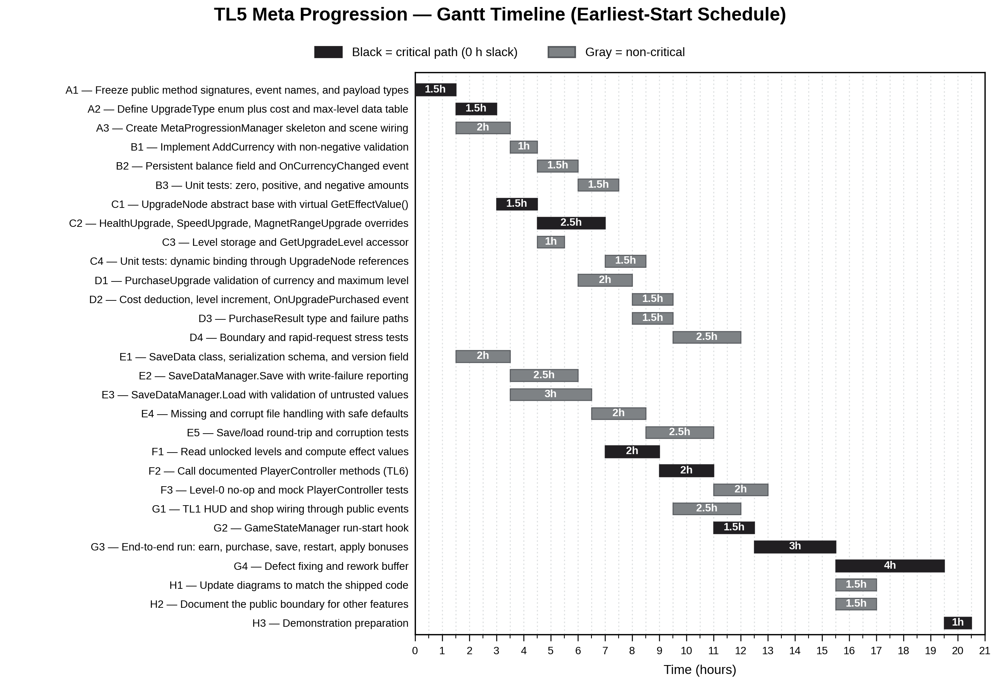 TL5 Meta Progression — Gantt Timeline (Earliest-Start Schedule)
Black = critical path (0 h slack)
Gray = non-critical
A1 — Freeze public method signatures, event names, and payload types
1.5h
A2 — Define UpgradeType enum plus cost and max-level data table
1.5h
A3 — Create MetaProgressionManager skeleton and scene wiring
2h
B1 — Implement AddCurrency with non-negative validation
1h
B2 — Persistent balance field and OnCurrencyChanged event
1.5h
B3 — Unit tests: zero, positive, and negative amounts
1.5h
C1 — UpgradeNode abstract base with virtual GetEffectValue()
1.5h
C2 — HealthUpgrade, SpeedUpgrade, MagnetRangeUpgrade overrides
2.5h
C3 — Level storage and GetUpgradeLevel accessor
1h
C4 — Unit tests: dynamic binding through UpgradeNode references
1.5h
D1 — PurchaseUpgrade validation of currency and maximum level
2h
D2 — Cost deduction, level increment, OnUpgradePurchased event
1.5h
D3 — PurchaseResult type and failure paths
1.5h
D4 — Boundary and rapid-request stress tests
2.5h
E1 — SaveData class, serialization schema, and version field
2h
E2 — SaveDataManager.Save with write-failure reporting
2.5h
E3 — SaveDataManager.Load with validation of untrusted values
3h
E4 — Missing and corrupt file handling with safe defaults
2h
E5 — Save/load round-trip and corruption tests
2.5h
F1 — Read unlocked levels and compute effect values
2h
F2 — Call documented PlayerController methods (TL6)
2h
F3 — Level-0 no-op and mock PlayerController tests
2h
G1 — TL1 HUD and shop wiring through public events
2.5h
G2 — GameStateManager run-start hook
1.5h
G3 — End-to-end run: earn, purchase, save, restart, apply bonuses
3h
G4 — Defect fixing and rework buffer
4h
H1 — Update diagrams to match the shipped code
1.5h
H2 — Document the public boundary for other features
1.5h
H3 — Demonstration preparation
1h
0 1 2 3 4 5 6 7 8 9 10 11 12 13 14 15 16 17 18 19 20 21
Time (hours)